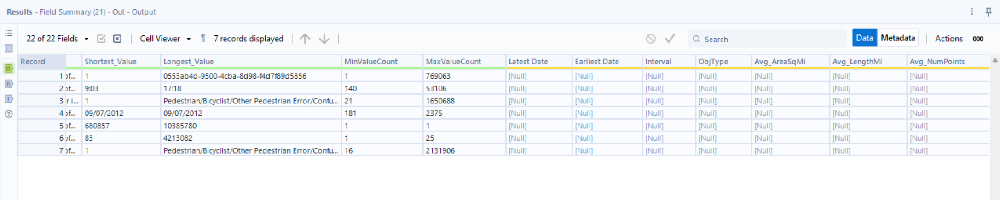 Results - Field Summary (21) - Out - Output
22 of 22 Fields Cell Viewer ¶ 7 records displayed Search Data Metadata Actions 000
Record Shortest_Value Longest_Value MinValueCount MaxValueCount Latest Date Earliest Date Interval ObjType Avg_AreaSqMi Avg_LengthMi Avg_NumPoints
1 of... 1 0553ab4d-9500-4cba-8d98-f4d7f89d5856 1 769063 [Null] [Null] [Null] [Null] [Null] [Null] [Null]
2 of... 9:03 17:18 140 53106 [Null] [Null] [Null] [Null] [Null] [Null] [Null]
3 r i... 1 Pedestrian/Bicyclist/Other Pedestrian Error/Confu... 21 1650688 [Null] [Null] [Null] [Null] [Null] [Null] [Null]
4 of... 09/07/2012 09/07/2012 181 2375 [Null] [Null] [Null] [Null] [Null] [Null] [Null]
5 of... 680857 10385780 1 1 [Null] [Null] [Null] [Null] [Null] [Null] [Null]
6 of... 83 4213082 1 25 [Null] [Null] [Null] [Null] [Null] [Null] [Null]
7 of... 1 Pedestrian/Bicyclist/Other Pedestrian Error/Confu... 16 2131906 [Null] [Null] [Null] [Null] [Null] [Null] [Null]